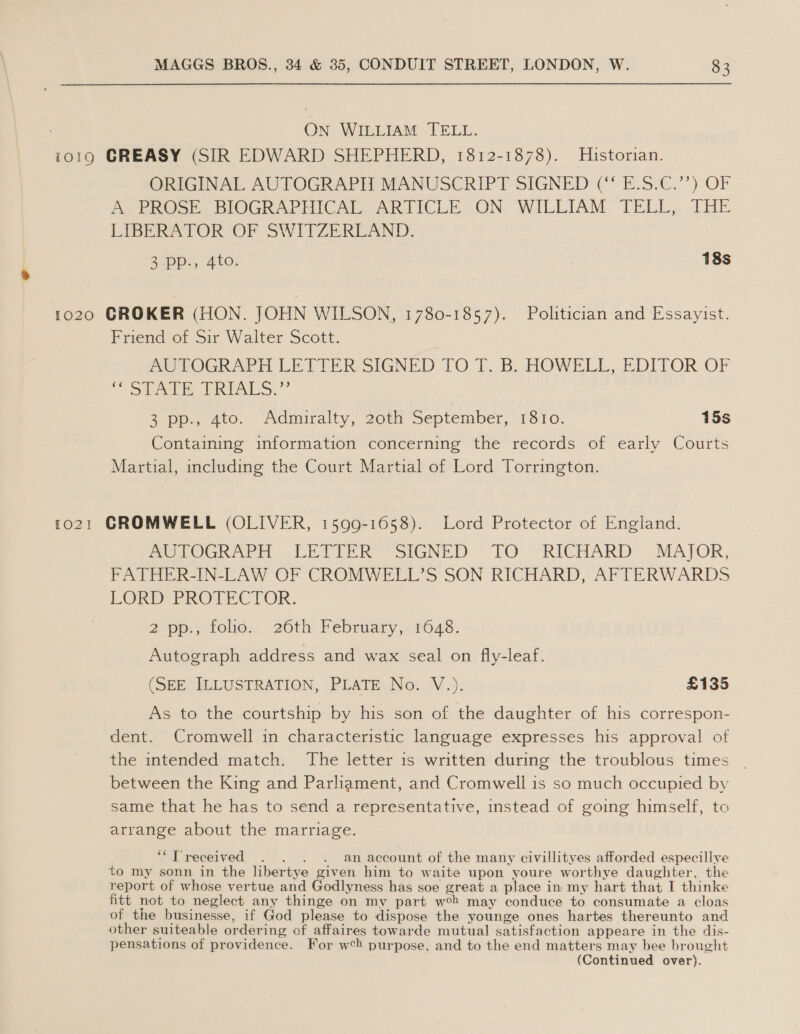 MAGGS BROS., 34 & 35, CONDUIT STREET, LONDON, W. 83
ON WILLIAM TELL.
1019 CREASY (SIR EDWARD SHEPHERD, 1812-1878). Historian.
ORIGINAL AUTOGRAPH MANUSCRIPT SIGNED (“ E.S.C.”) OF
A PROSE BIOGRAPHICAL ARTICLE ON WILLIAM TELL, THE
LIBERATOR OF SWITZERLAND.
3 pp., 4to. 18s
1020 CROKER (HON. JOHN WILSON, 1780-1857). Politician and Essayist.
Friend of Sir Walter Scott.
AUTOGRAPH LETTER SIGNED TO T. B. HOWELL, EDITOR OF
“ STATE TRIALS.”
3 pp., 4to. Admiralty, 20th September, 1810. 15s
Containing information concerning the records of early Courts
Martial, including the Court Martial of Lord Torrington.
1021 CROMWELL (OLIVER, 1599-1658). Lord Protector of England.
AUTOGRAPH LETTER SIGNED TO RICHARD MAJOR,
FATHER-IN-LAW OF CROMWELL’S SON RICHARD, AFTERWARDS
LORD PROTECTOR.
2 pp., folio. 26th February, 1648.
Autograph address and wax seal on fly-leaf.
(SEE ILLUSTRATION, PLATE No. V.). £135
As to the courtship by his son of the daughter of his correspon-
dent. Cromwell in characteristic language expresses his approval of
the intended match. The letter is written during the troublous times
between the King and Parliament, and Cromwell is so much occupied by
same that he has to send a representative, instead of going himself, to
arrange about the marriage.
“ I received . . . . an account of the many civillityes afforded especillye
to my sonn in the libertye given him to waite upon youre worthye daughter, the
report of whose vertue and Godlyness has soe great a place in my hart that I thinke
fitt not to neglect any thinge on my part wch may conduce to consumate a cloas
of the businesse, if God please to dispose the younge ones hartes thereunto and
other suiteable ordering of affaires towarde mutual satisfaction appeare in the dis-
pensations of providence. For wch purpose, and to the end matters may bee brought
(Continued over).